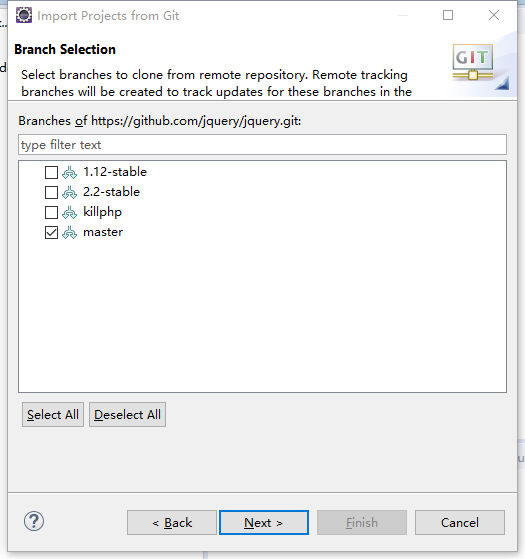 Import Projects from Git
Branch Selection
Select branches to clone from remote repository. Remote tracking
branches will be created to track updates for these branches in the
GIT
Branches of https://github.com/jquery/jquery.git:
type filter text
1.12-stable
2.2-stable
killphp
master
Select All Deselect All
< Back Next > Finish Cancel